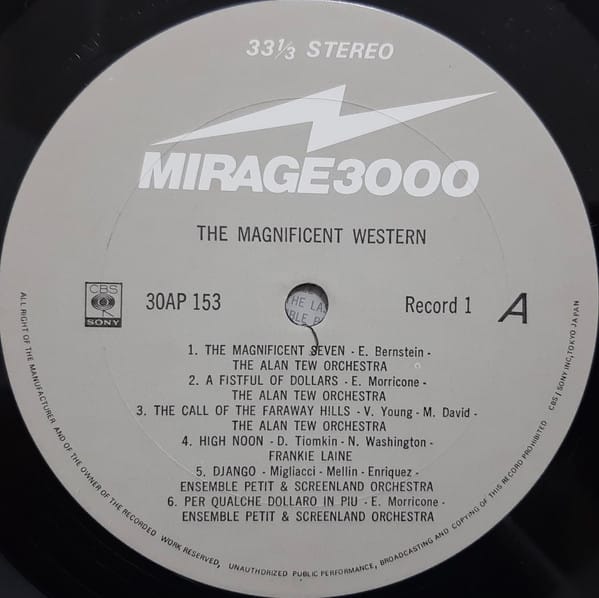 33⅓ STEREO
MIRAGE3000
THE MAGNIFICENT WESTERN
CBS
SONY
30AP 153
Record 1 A
1. THE MAGNIFICENT SEVEN - E. Bernstein -
THE ALAN TEW ORCHESTRA
2. A FISTFUL OF DOLLARS - E. Morricone -
THE ALAN TEW ORCHESTRA
3. THE CALL OF THE FARAWAY HILLS - V. Young - M. David -
THE ALAN TEW ORCHESTRA
4. HIGH NOON - D. Tiomkin - N. Washington -
FRANKIE LAINE
5. DJANGO - Migliacci - Mellin - Enriquez -
ENSEMBLE PETIT & SCREENLAND ORCHESTRA
6. PER QUALCHE DOLLARO IN PIU - E. Morricone -
ENSEMBLE PETIT & SCREENLAND ORCHESTRA
ALL RIGHT OF THE MANUFACTURER AND OF THE OWNER OF THE RECORDED WORK RESERVED, UNAUTHORIZED PUBLIC PERFORMANCE, BROADCASTING AND COPYING OF THIS RECORD PROHIBITED CBS / SONY INC, TOKYO JAPAN